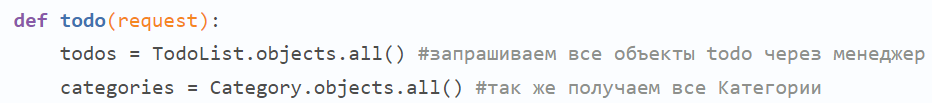 def todo(request):
    todos = TodoList.objects.all() #запрашиваем все объекты todo через менеджер
    categories = Category.objects.all() #так же получаем все Категории